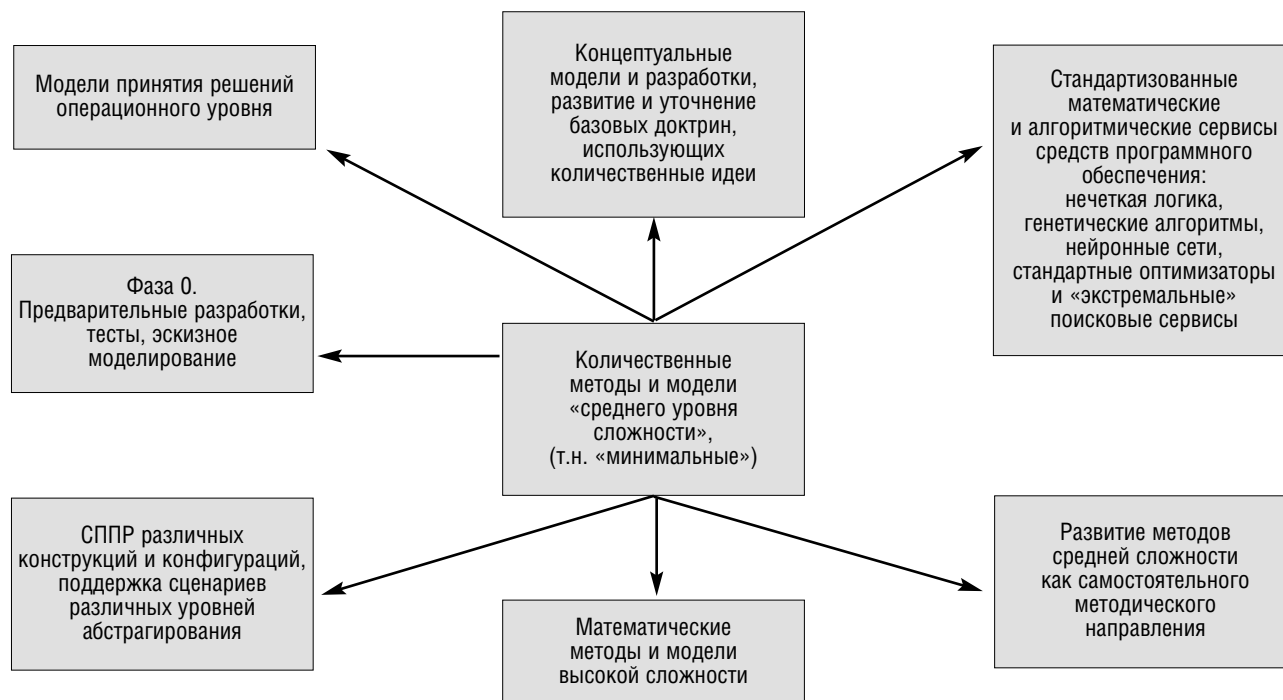 Модели принятия решений
операционного уровня
Концептуальные
модели и разработки,
развитие и уточнение
базовых доктрин,
использующих
количественные идеи
Стандартизованные
математические
и алгоритмические сервисы
средств программного
обеспечения:
нечеткая логика,
генетические алгоритмы,
нейронные сети,
стандартные оптимизаторы
и «экстремальные»
поисковые сервисы
Фаза 0.
Предварительные разработки,
тесты, эскизное
моделирование
Количественные
методы и модели
«среднего уровня
сложности»,
(т.н. «минимальные»)
СППР различных
конструкций и конфигураций,
поддержка сценариев
различных уровней
абстрагирования
Математические
методы и модели
высокой сложности
Развитие методов
средней сложности
как самостоятельного
методического
направления